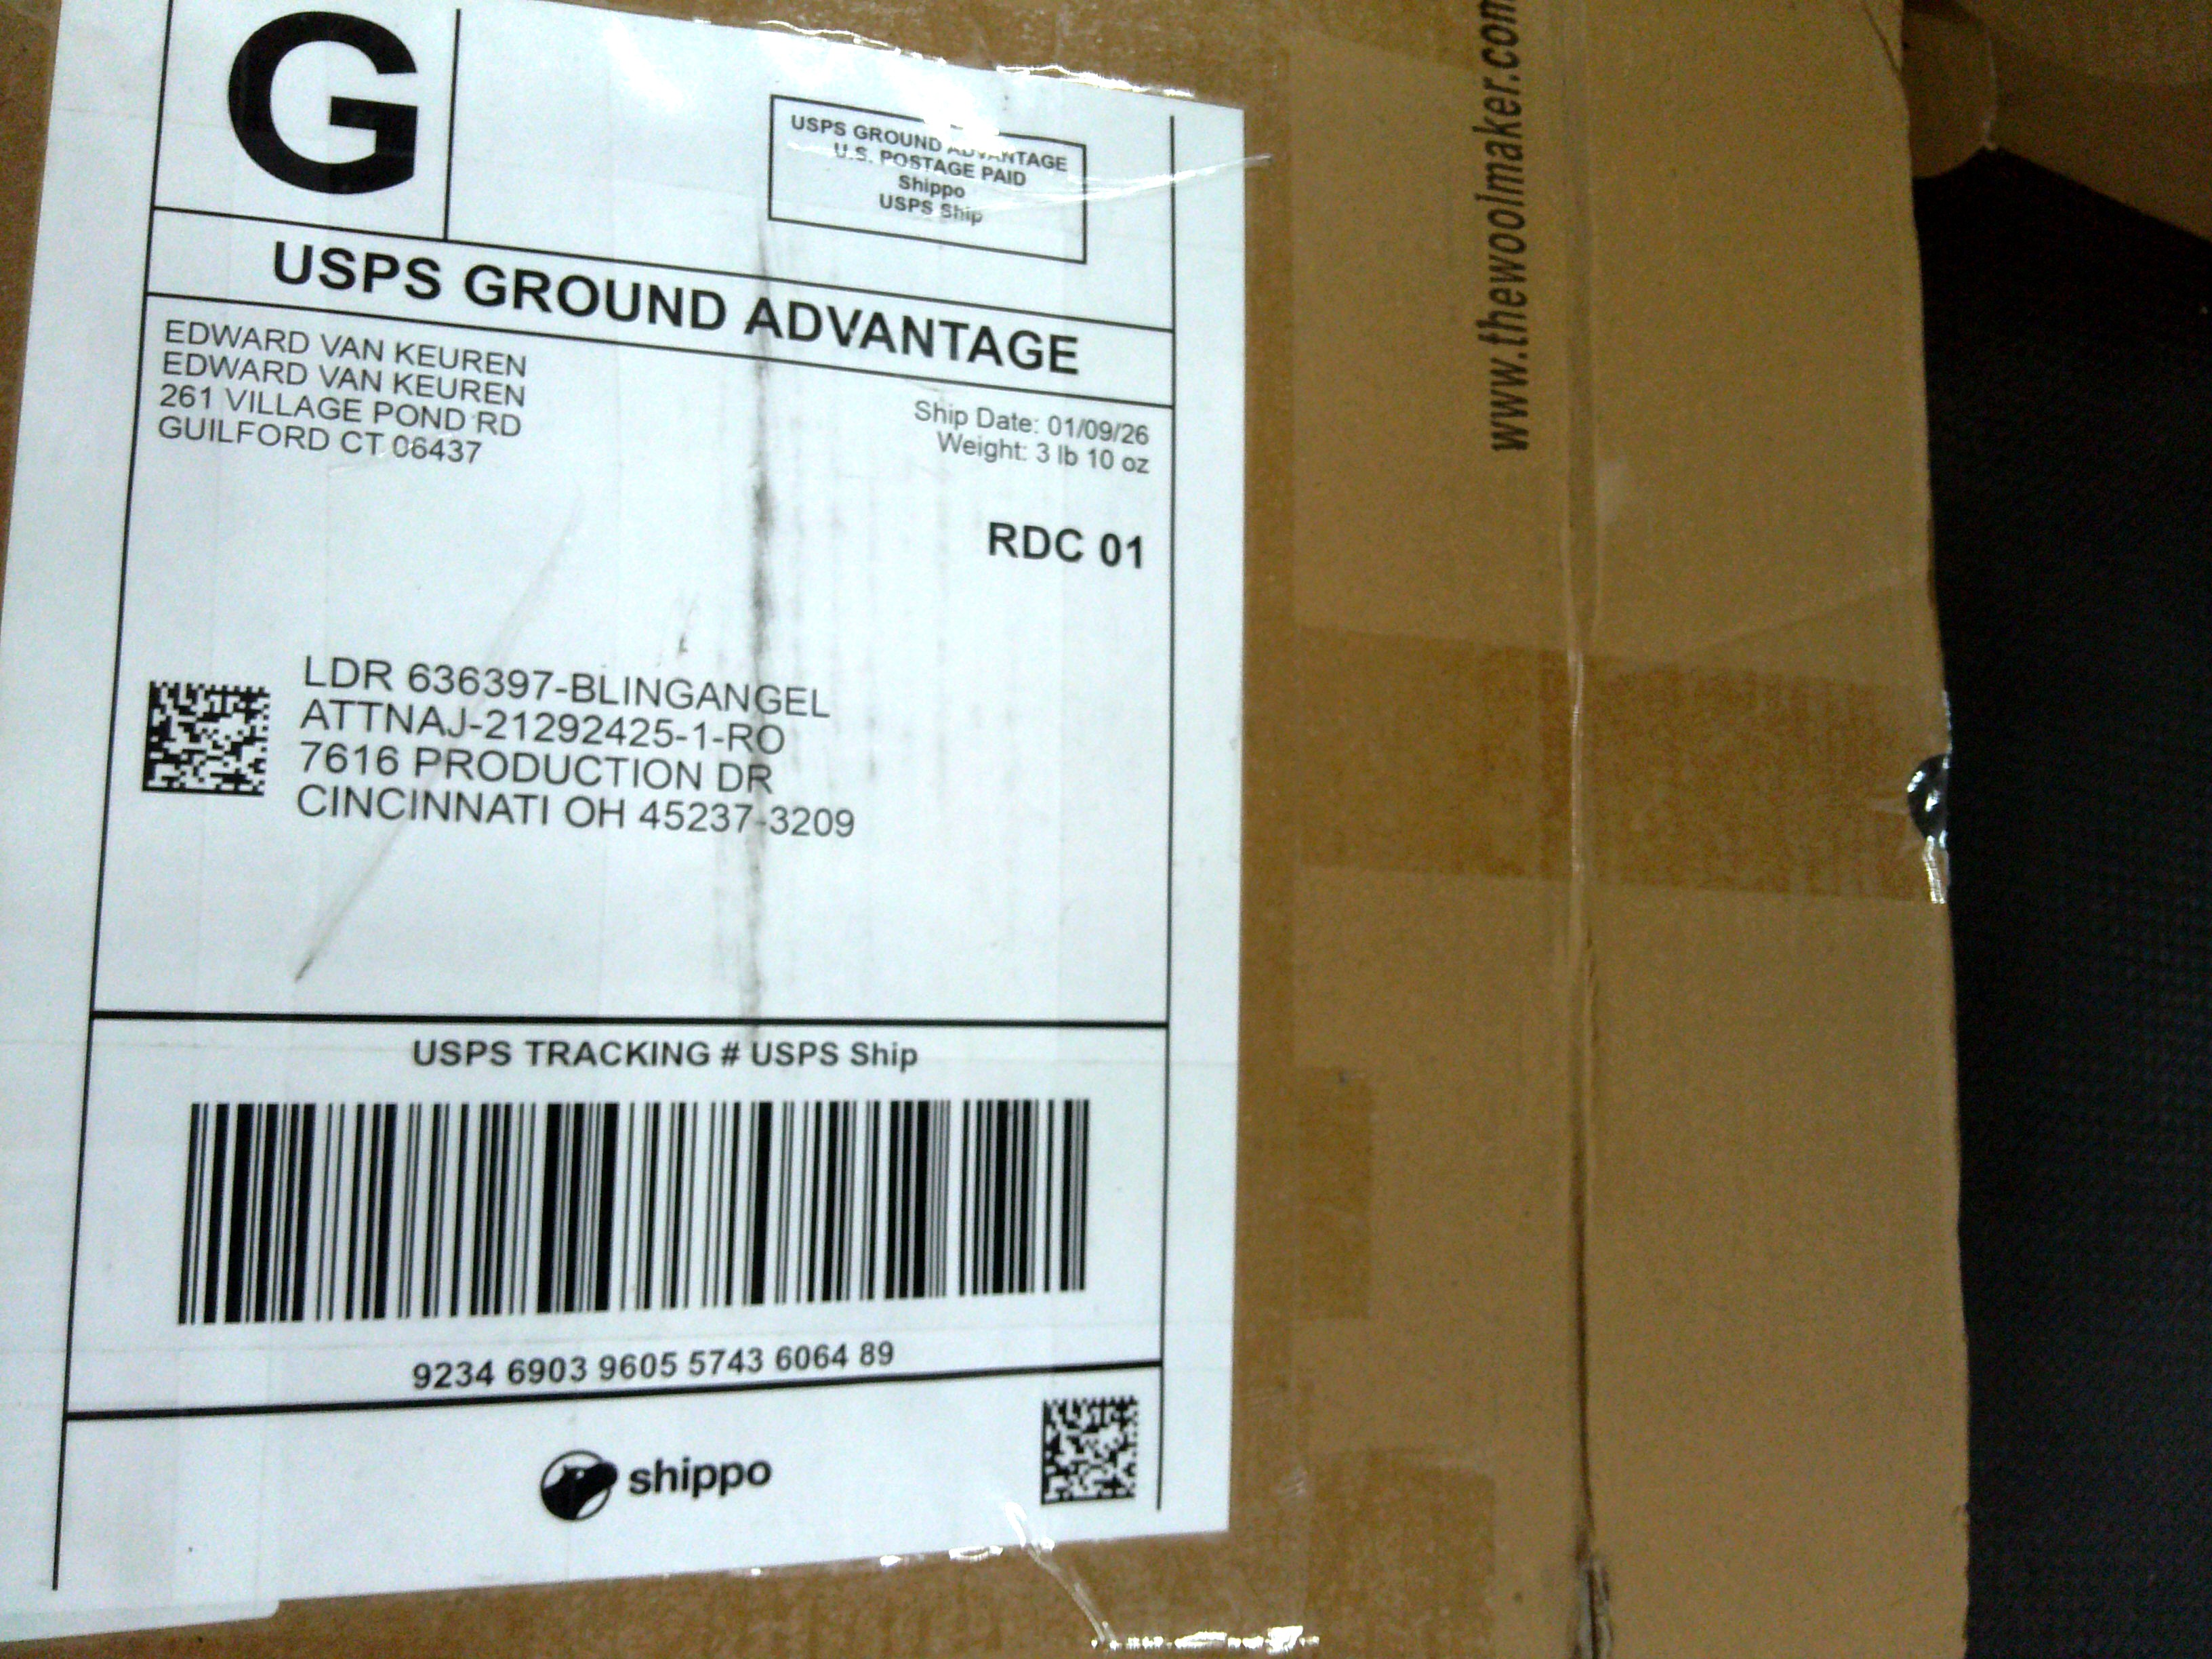 G
USPS GROUND ADVANTAGE
U.S. POSTAGE PAID
Shippo
USPS Ship
USPS GROUND ADVANTAGE
EDWARD VAN KEUREN
EDWARD VAN KEUREN
261 VILLAGE POND RD
GUILFORD CT 06437
Ship Date: 01/09/26
Weight: 3 lb 10 oz
RDC 01
LDR 636397-BLINGANGEL
ATTNAJ-21292425-1-RO
7616 PRODUCTION DR
CINCINNATI OH 45237-3209
USPS TRACKING # USPS Ship
9234 6903 9605 5743 6064 89
shippo
www.thewoolmaker.com